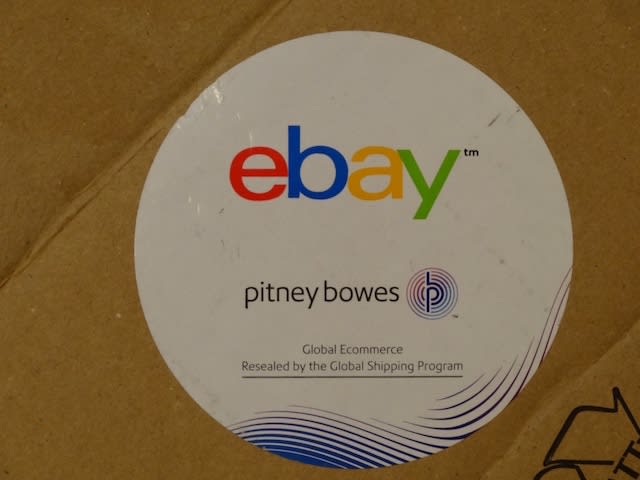 ebay™
pitney bowes
Global Ecommerce
Resealed by the Global Shipping Program